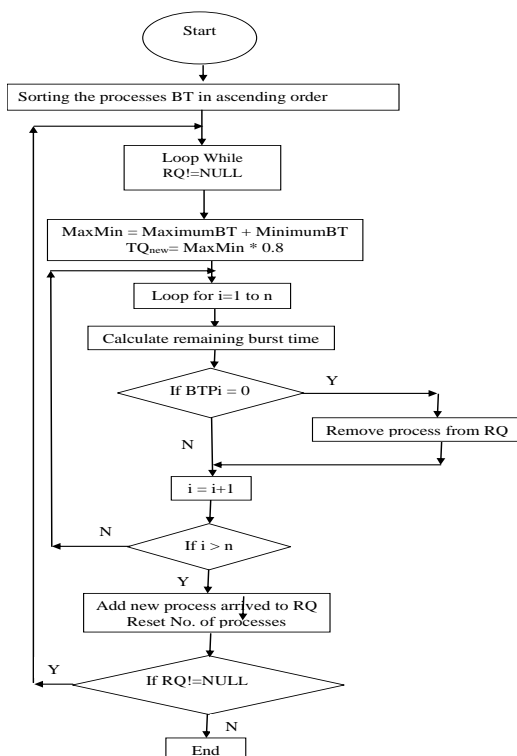 Start
Sorting the processes BT in ascending order
Loop While
RQ!=NULL
MaxMin = MaximumBT + MinimumBT
TQnew= MaxMin * 0.8
Loop for i=1 to n
Calculate remaining burst time
If BTPi = 0
Y
Remove process from RQ
N
i = i+1
N
If i > n
Y
Add new process arrived to RQ
Reset No. of processes
Y
If RQ!=NULL
N
End